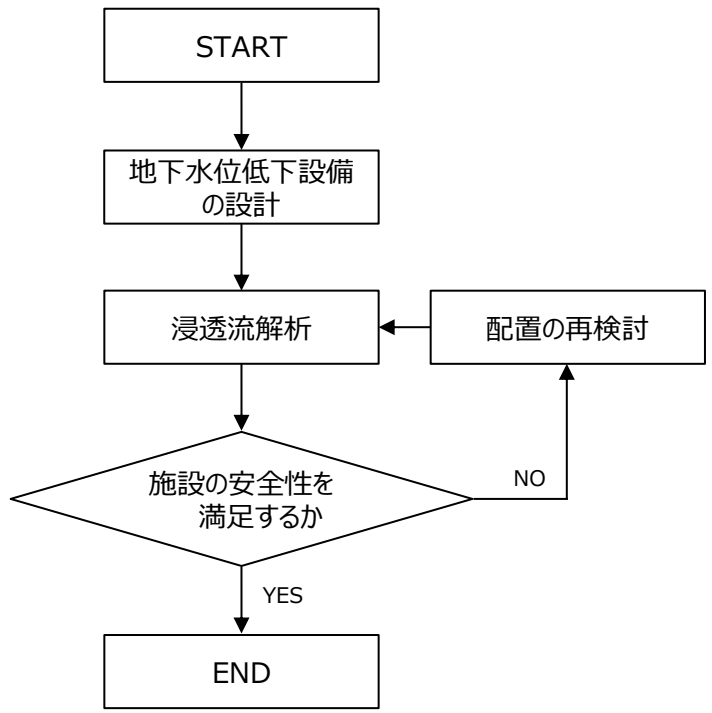 START
地下水位低下設備
の設計
浸透流解析
配置の再検討
施設の安全性を
満足するか
NO
YES
END